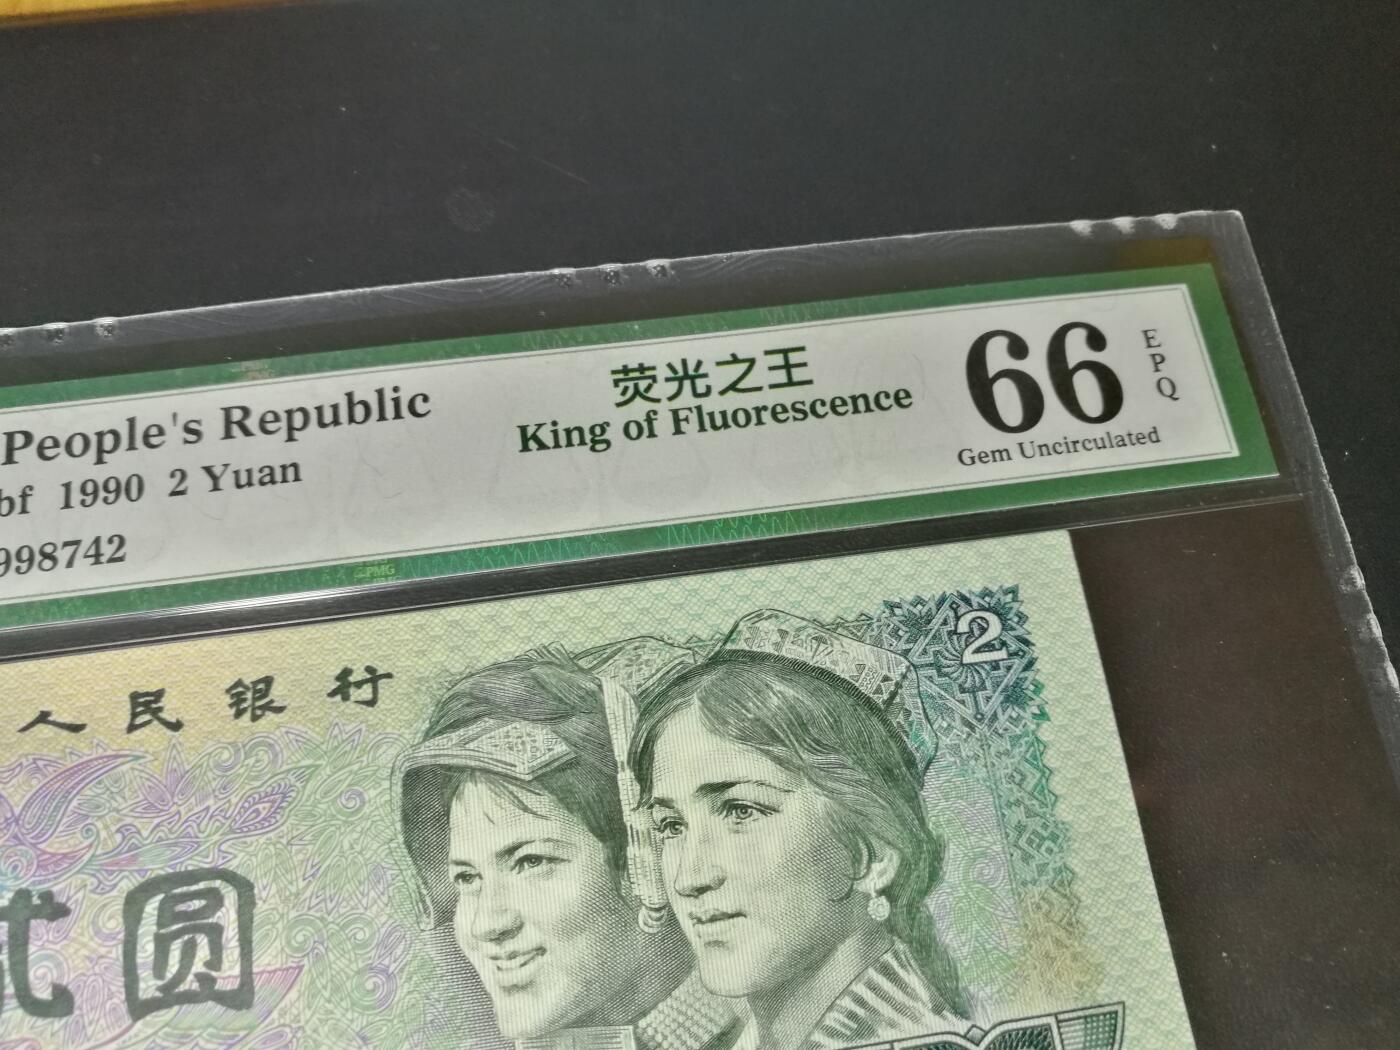 People's Republic
bf 1990 2 Yuan
998742
荧光之王
King of Fluorescence
66
EPQ
Gem Uncirculated
PMG
人民银行
2
贰圆